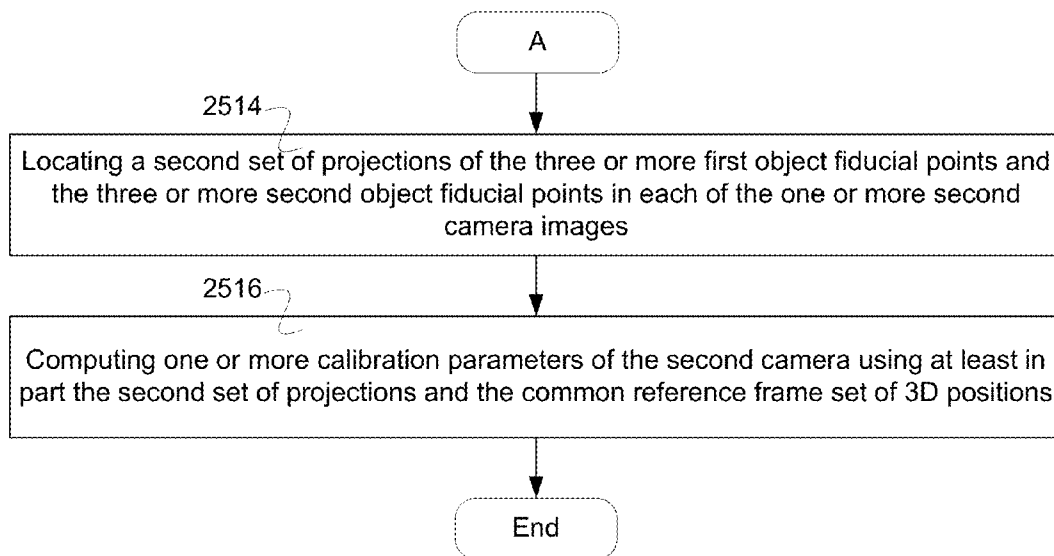 A
2514
Locating a second set of projections of the three or more first object fiducial points and
the three or more second object fiducial points in each of the one or more second
camera images
2516
Computing one or more calibration parameters of the second camera using at least in
part the second set of projections and the common reference frame set of 3D positions
End